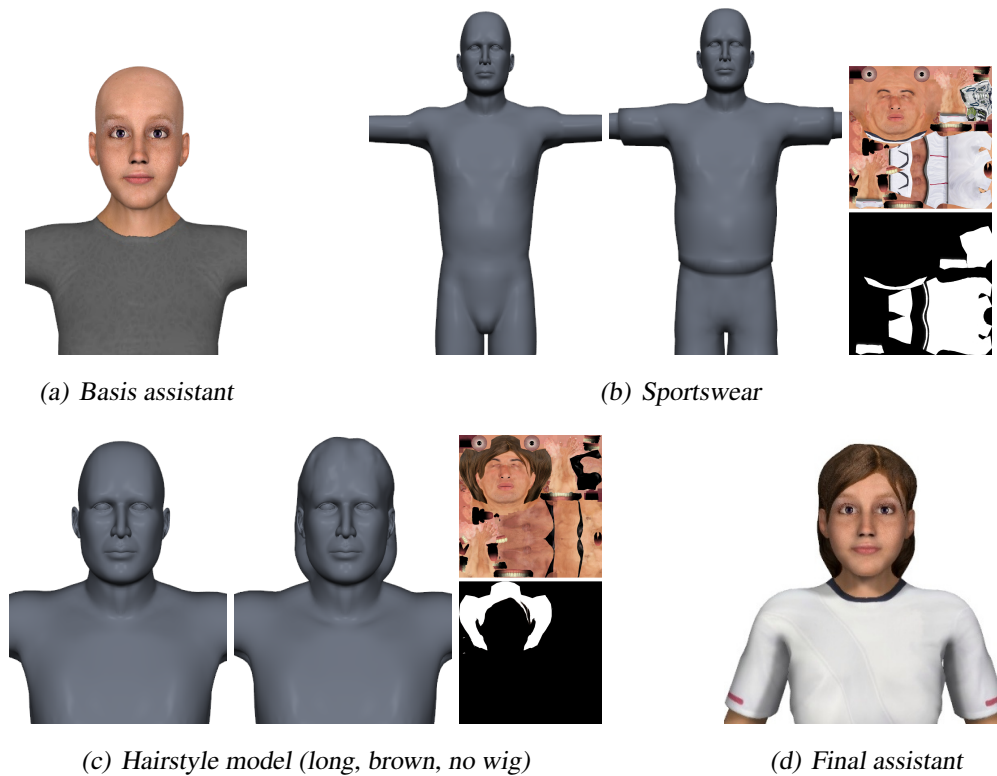 (a) Basis assistant
(b) Sportswear
(c) Hairstyle model (long, brown, no wig)
(d) Final assistant